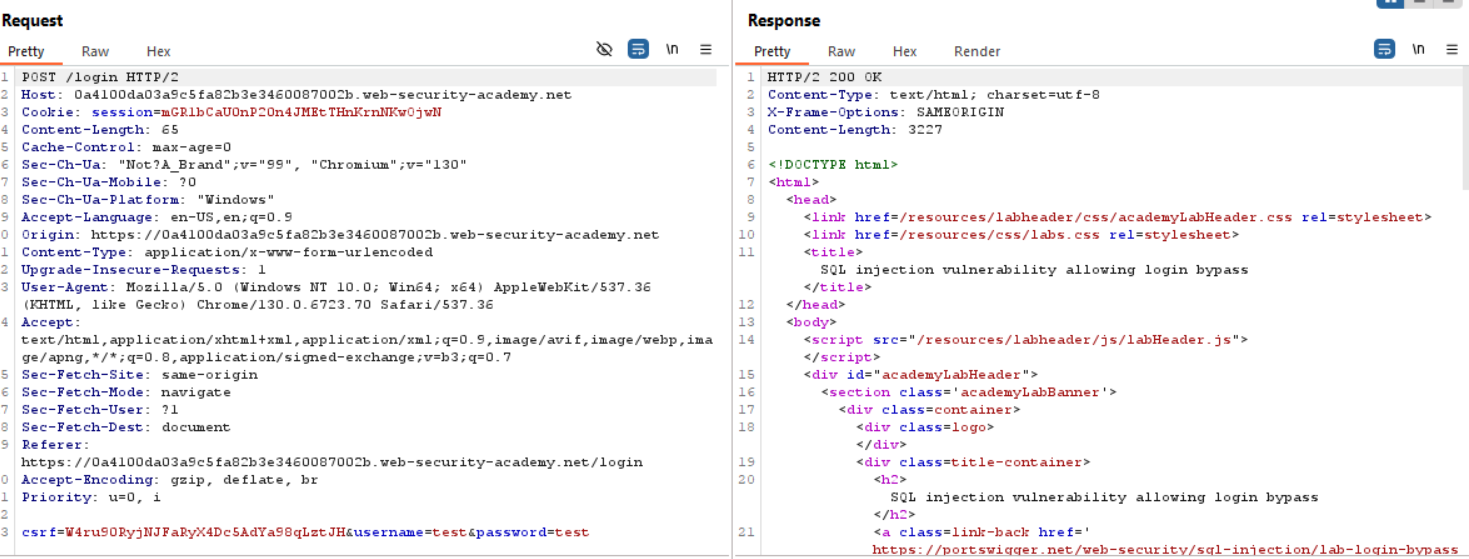 Request
Pretty Raw Hex \n
1 POST /login HTTP/2
2 Host: 0a4100da03a9c5fa82b3e3460087002b.web-security-academy.net
3 Cookie: session=mGRlbCaU0nP20n4JMEtTHnKrnNKw0jwN
4 Content-Length: 65
5 Cache-Control: max-age=0
6 Sec-Ch-Ua: "Not?A_Brand";v="99", "Chromium";v="130"
7 Sec-Ch-Ua-Mobile: ?0
8 Sec-Ch-Ua-Platform: "Windows"
9 Accept-Language: en-US,en;q=0.9
0 Origin: https://0a4100da03a9c5fa82b3e3460087002b.web-security-academy.net
1 Content-Type: application/x-www-form-urlencoded
2 Upgrade-Insecure-Requests: 1
3 User-Agent: Mozilla/5.0 (Windows NT 10.0; Win64; x64) AppleWebKit/537.36
(KHTML, like Gecko) Chrome/130.0.6723.70 Safari/537.36
4 Accept:
text/html,application/xhtml+xml,application/xml;q=0.9,image/avif,image/webp,ima
ge/apng,*/*;q=0.8,application/signed-exchange;v=b3;q=0.7
5 Sec-Fetch-Site: same-origin
6 Sec-Fetch-Mode: navigate
7 Sec-Fetch-User: ?1
8 Sec-Fetch-Dest: document
9 Referer:
https://0a4100da03a9c5fa82b3e3460087002b.web-security-academy.net/login
0 Accept-Encoding: gzip, deflate, br
1 Priority: u=0, i
2
3 csrf=W4ru90RyjNJFaRyX4Dc5AdYa98qLztJH&username=test&password=test
Response
Pretty Raw Hex Render \n
1 HTTP/2 200 OK
2 Content-Type: text/html; charset=utf-8
3 X-Frame-Options: SAMEORIGIN
4 Content-Length: 3227
5
6 <!DOCTYPE html>
7 <html>
8 <head>
9 <link href=/resources/labheader/css/academyLabHeader.css rel=stylesheet>
10 <link href=/resources/css/labs.css rel=stylesheet>
11 <title>
SQL injection vulnerability allowing login bypass
</title>
12 </head>
13 <body>
14 <script src="/resources/labheader/js/labHeader.js">
</script>
15 <div id="academyLabHeader">
16 <section class='academyLabBanner'>
17 <div class=container>
18 <div class=logo>
</div>
19 <div class=title-container>
20 <h2>
SQL injection vulnerability allowing login bypass
</h2>
21 <a class=link-back href='
https://portswigger.net/web-security/sql-injection/lab-login-bypass